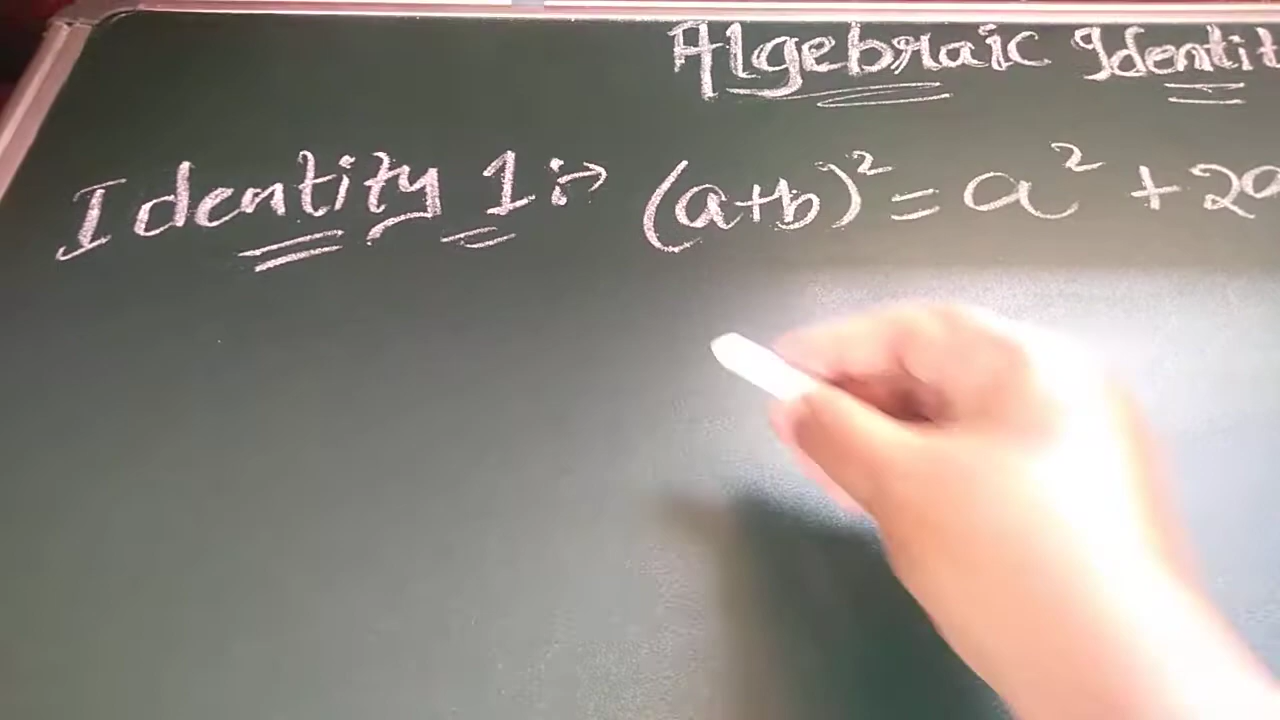 Algebraic Identit
Identity 1:→ (a+b)² = a² + 2a